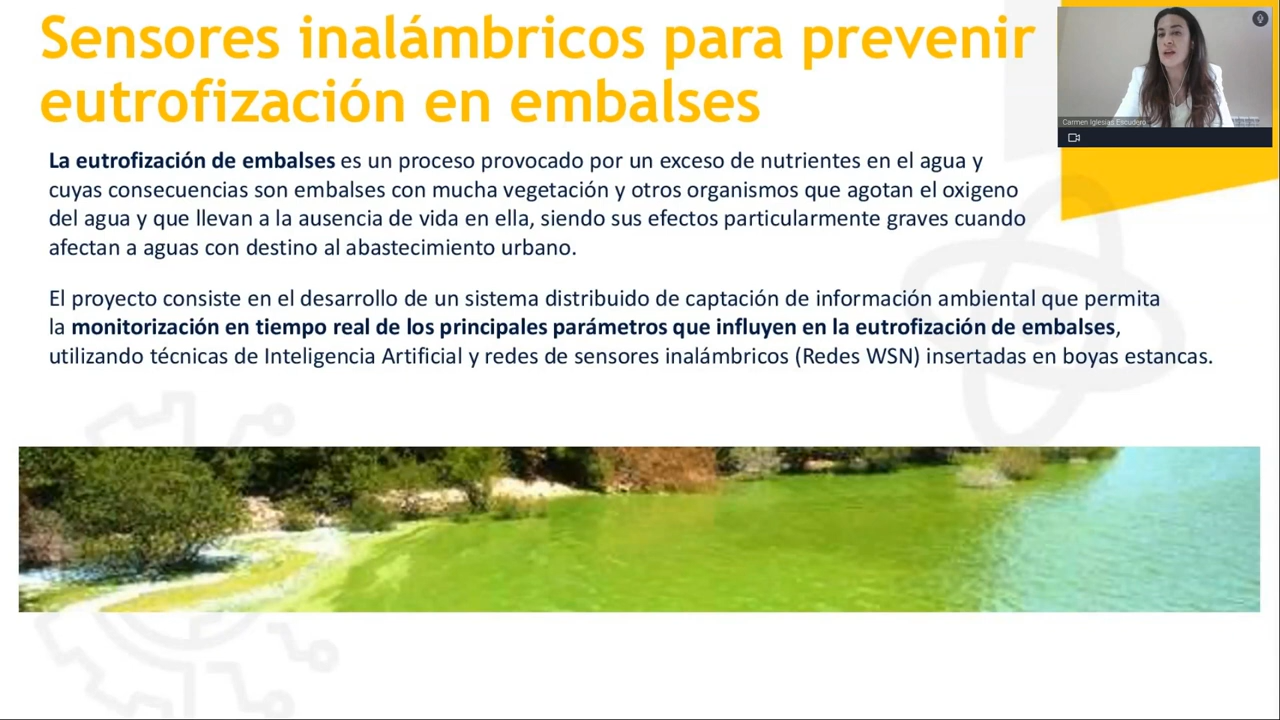 Sensores inalámbricos para prevenir
eutrofización en embalses
Carmen Iglesias Escudero
La eutrofización de embalses es un proceso provocado por un exceso de nutrientes en el agua y
cuyas consecuencias son embalses con mucha vegetación y otros organismos que agotan el oxigeno
del agua y que llevan a la ausencia de vida en ella, siendo sus efectos particularmente graves cuando
afectan a aguas con destino al abastecimiento urbano.
El proyecto consiste en el desarrollo de un sistema distribuido de captación de información ambiental que permita
la monitorización en tiempo real de los principales parámetros que influyen en la eutrofización de embalses,
utilizando técnicas de Inteligencia Artificial y redes de sensores inalámbricos (Redes WSN) insertadas en boyas estancas.